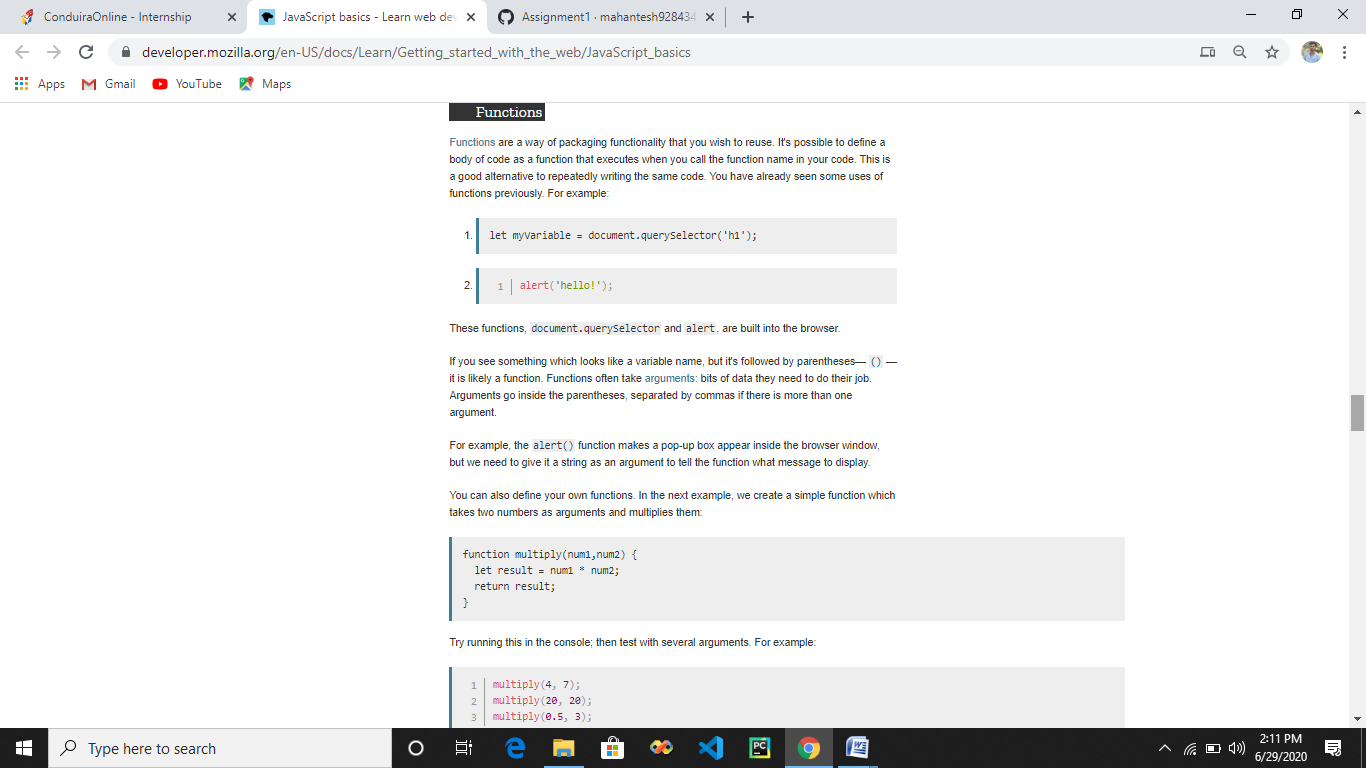 ConduiraOnline - Internship
JavaScript basics - Learn web dev
Assignment1 · mahantesh928434
developer.mozilla.org/en-US/docs/Learn/Getting_started_with_the_web/JavaScript_basics
Apps Gmail YouTube Maps
Functions
Functions are a way of packaging functionality that you wish to reuse. It's possible to define a
body of code as a function that executes when you call the function name in your code. This is
a good alternative to repeatedly writing the same code. You have already seen some uses of
functions previously. For example:
1. let myVariable = document.querySelector('h1');
2. 1 alert('hello!');
These functions, document.querySelector and alert, are built into the browser.
If you see something which looks like a variable name, but it's followed by parentheses— () —
it is likely a function. Functions often take arguments: bits of data they need to do their job.
Arguments go inside the parentheses, separated by commas if there is more than one
argument.
For example, the alert() function makes a pop-up box appear inside the browser window,
but we need to give it a string as an argument to tell the function what message to display.
You can also define your own functions. In the next example, we create a simple function which
takes two numbers as arguments and multiplies them:
function multiply(num1,num2) {
  let result = num1 * num2;
  return result;
}
Try running this in the console; then test with several arguments. For example:
1 multiply(4, 7);
2 multiply(20, 20);
3 multiply(0.5, 3);
Type here to search
2:11 PM
6/29/2020